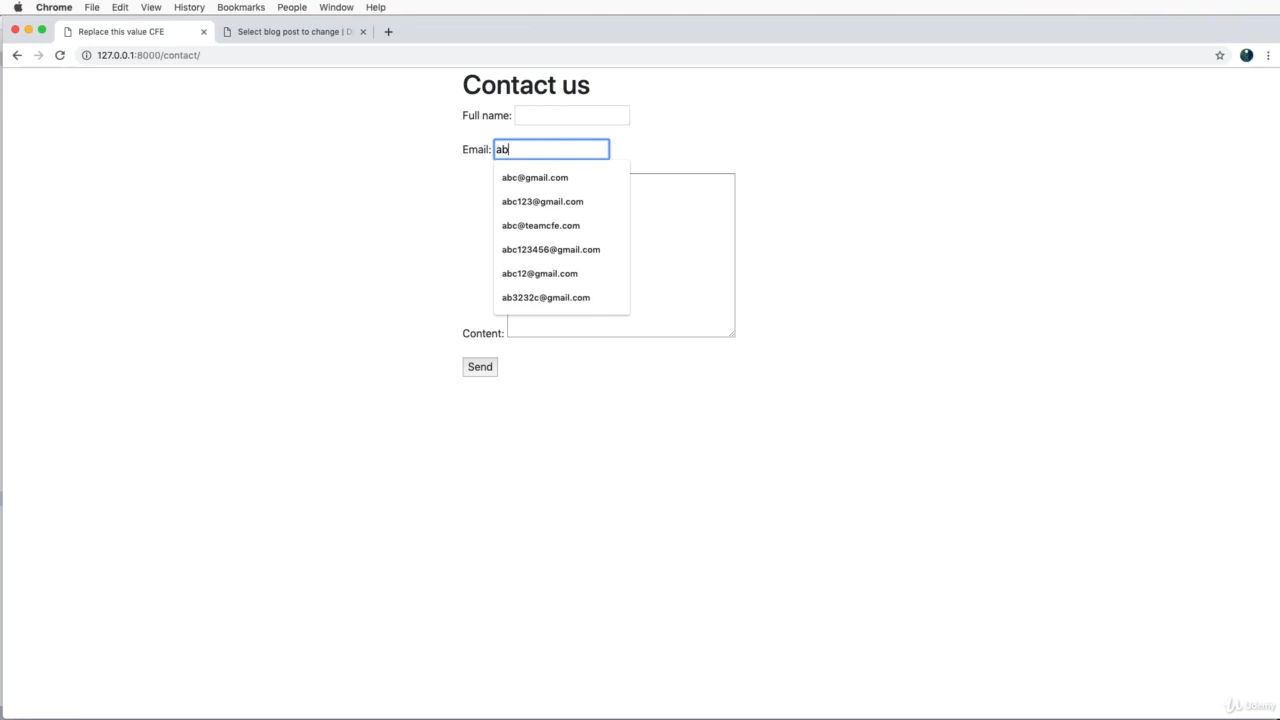 Chrome File Edit View History Bookmarks People Window Help
Replace this value CFE
Select blog post to change | D
127.0.0.1:8000/contact/
Contact us
Full name:
Email: ab
abc@gmail.com
abc123@gmail.com
abc@teamcfe.com
abc123456@gmail.com
abc12@gmail.com
ab3232c@gmail.com
Content:
Send
Udemy